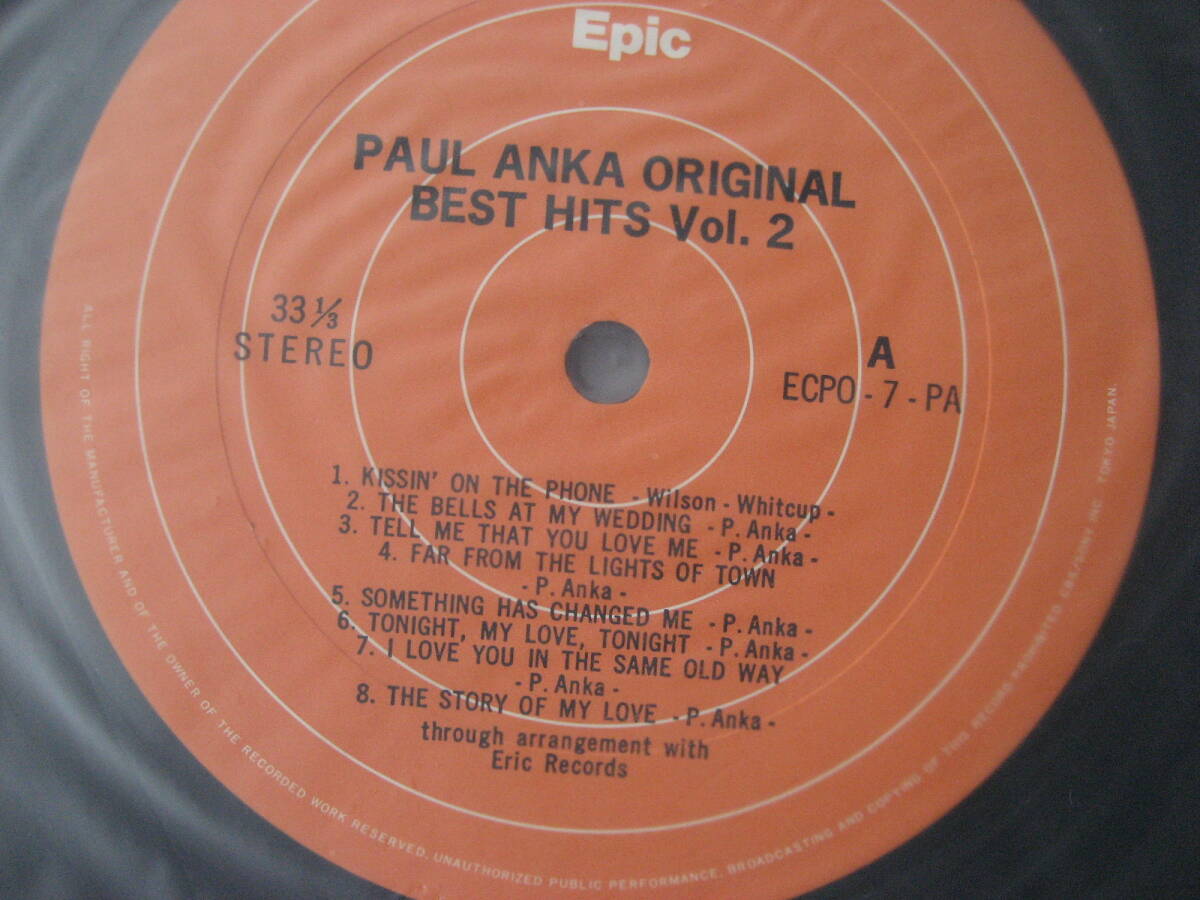 Epic
PAUL ANKA ORIGINAL
BEST HITS Vol. 2
33 1/3
STEREO
A
ECPO - 7 - PA
1. KISSIN' ON THE PHONE - Wilson - Whitcup -
2. THE BELLS AT MY WEDDING - P. Anka -
3. TELL ME THAT YOU LOVE ME - P. Anka -
4. FAR FROM THE LIGHTS OF TOWN
- P. Anka -
5. SOMETHING HAS CHANGED ME - P. Anka -
6. TONIGHT, MY LOVE, TONIGHT - P. Anka -
7. I LOVE YOU IN THE SAME OLD WAY
- P. Anka -
8. THE STORY OF MY LOVE - P. Anka -
through arrangement with
Eric Records
ALL RIGHT OF THE MANUFACTURER AND OF THE OWNER OF THE RECORDED WORK RESERVED. UNAUTHORIZED PUBLIC PERFORMANCE, BROADCASTING AND COPYING OF THIS RECORD PROHIBITED CBS/SONY INC. TOKYO JAPAN.